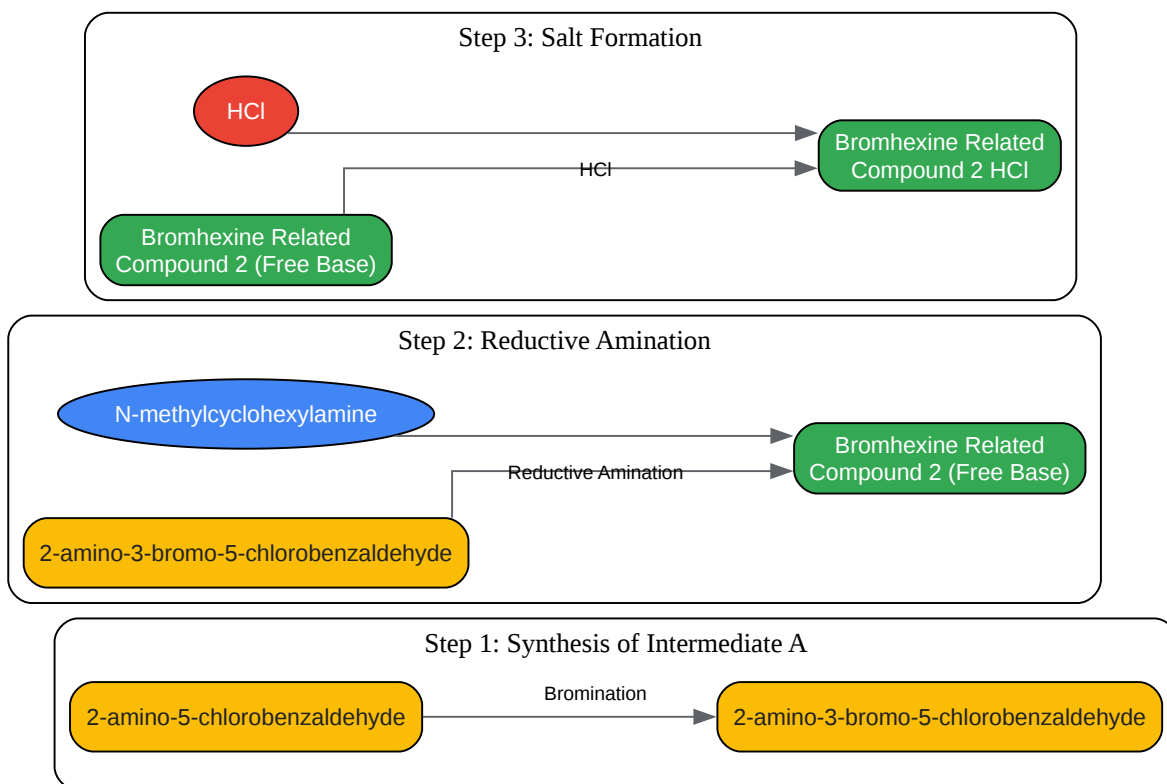 Step 3: Salt Formation
HCl
Bromhexine Related
Compound 2 HCl
HCl
Bromhexine Related
Compound 2 (Free Base)
Step 2: Reductive Amination
N-methylcyclohexylamine
Bromhexine Related
Compound 2 (Free Base)
Reductive Amination
2-amino-3-bromo-5-chlorobenzaldehyde
Step 1: Synthesis of Intermediate A
2-amino-5-chlorobenzaldehyde
Bromination
2-amino-3-bromo-5-chlorobenzaldehyde